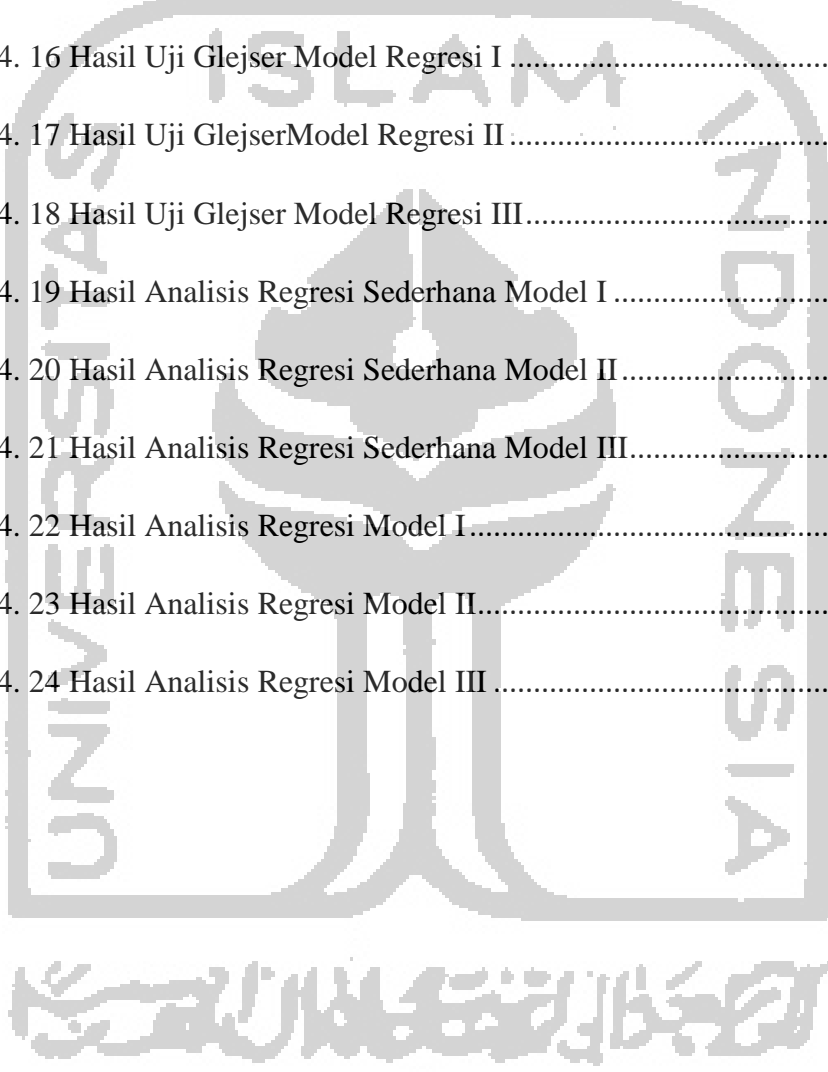 ISLAM
UNIVERSITAS
INDONESIA
4. 16 Hasil Uji Glejser Model Regresi I ........................................
4. 17 Hasil Uji GlejserModel Regresi II ........................................
4. 18 Hasil Uji Glejser Model Regresi III......................................
4. 19 Hasil Analisis Regresi Sederhana Model I ...........................
4. 20 Hasil Analisis Regresi Sederhana Model II ..........................
4. 21 Hasil Analisis Regresi Sederhana Model III.........................
4. 22 Hasil Analisis Regresi Model I .............................................
4. 23 Hasil Analisis Regresi Model II............................................
4. 24 Hasil Analisis Regresi Model III ..........................................